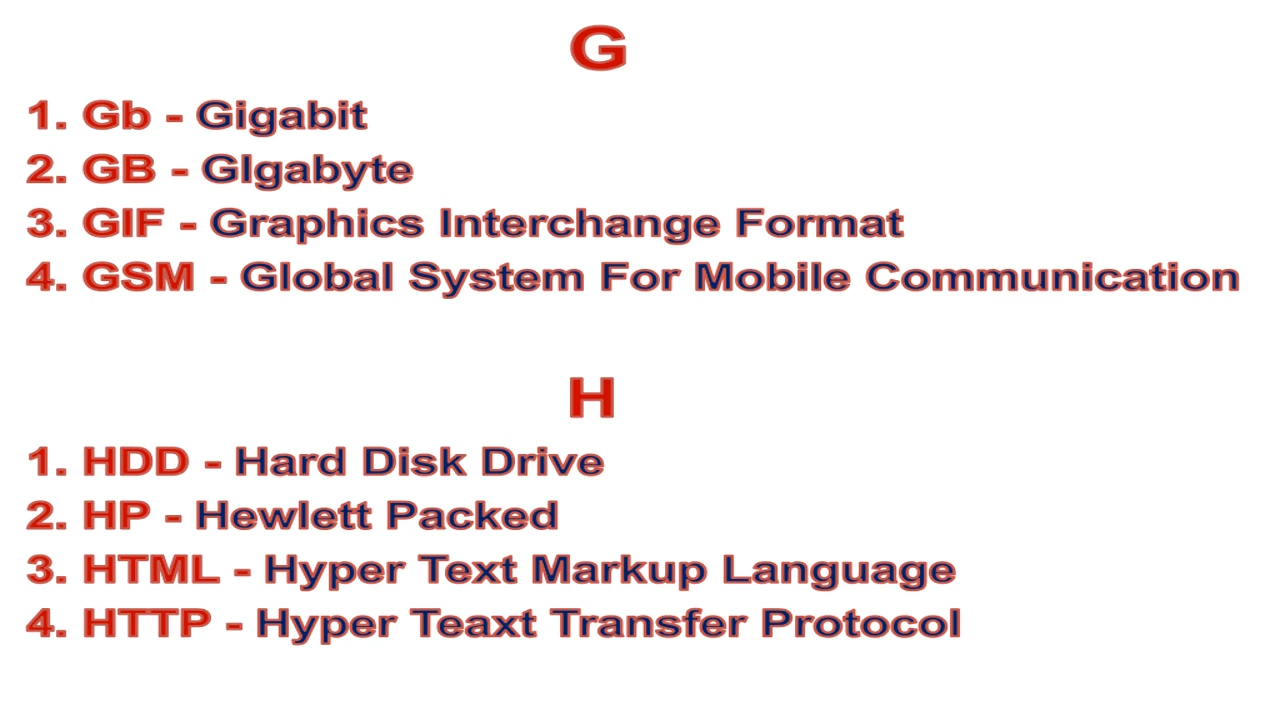 G
1. Gb - Gigabit
2. GB - GIgabyte
3. GIF - Graphics Interchange Format
4. GSM - Global System For Mobile Communication
H
1. HDD - Hard Disk Drive
2. HP - Hewlett Packed
3. HTML - Hyper Text Markup Language
4. HTTP - Hyper Teaxt Transfer Protocol